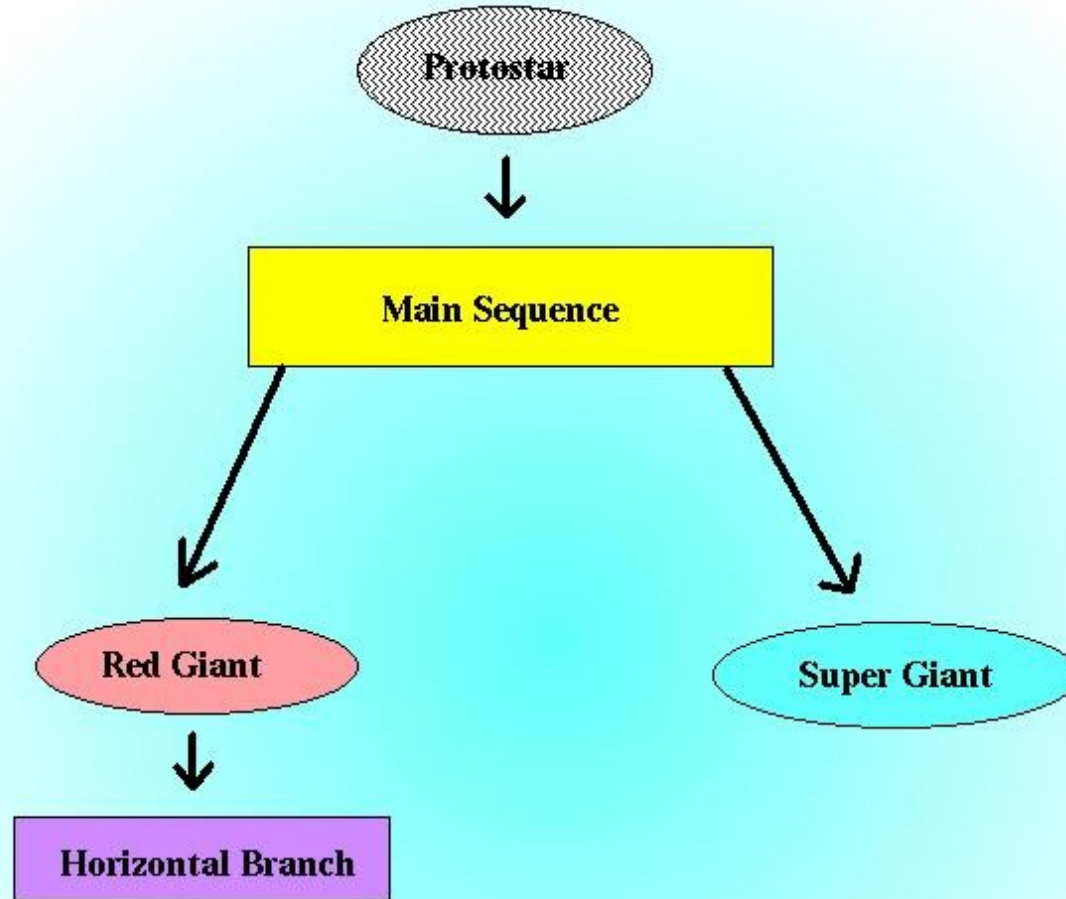 Protostar
Main Sequence
Red Giant
Super Giant
Horizontal Branch